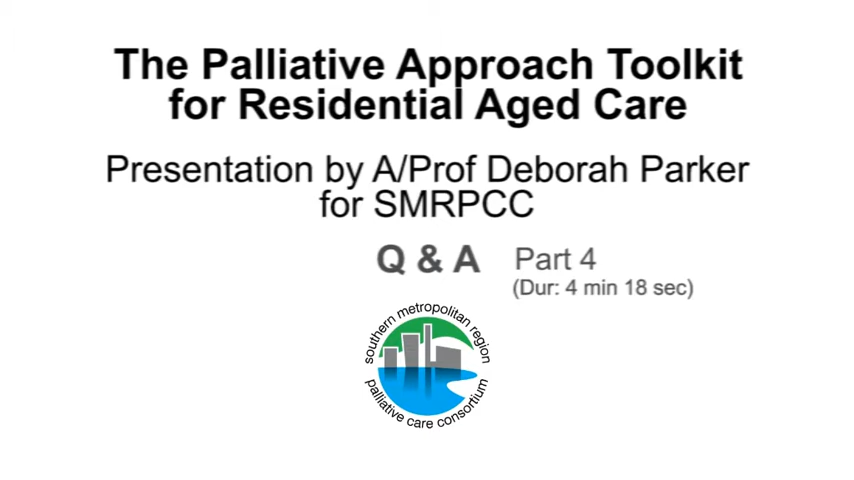 The Palliative Approach Toolkit
for Residential Aged Care
Presentation by A/Prof Deborah Parker
for SMRPCC
Q & A Part 4
(Dur: 4 min 18 sec)
southern metropolitan region
palliative care consortium